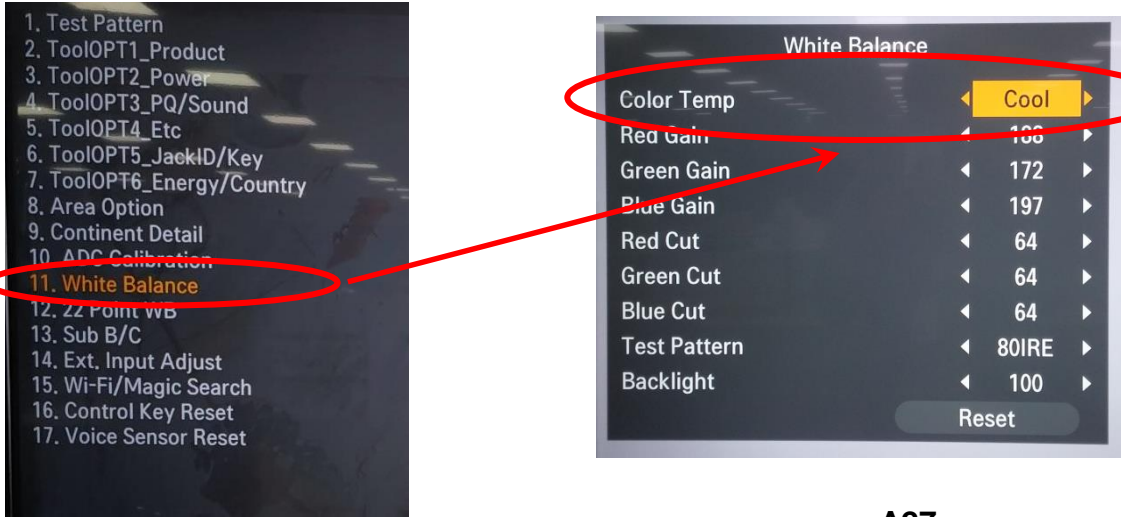 1. Test Pattern
2. ToolOPT1_Product
3. ToolOPT2_Power
4. ToolOPT3_PQ/Sound
5. ToolOPT4_Etc
6. ToolOPT5_JackID/Key
7. ToolOPT6_Energy/Country
8. Area Option
9. Continent Detail
10. ADC Calibration
11. White Balance
12. 22 Point WB
13. Sub B/C
14. Ext. Input Adjust
15. Wi-Fi/Magic Search
16. Control Key Reset
17. Voice Sensor Reset
White Balance
Color Temp Cool
Red Gain
Green Gain 172
Blue Gain 197
Red Cut 64
Green Cut 64
Blue Cut 64
Test Pattern 80IRE
Backlight 100
Reset